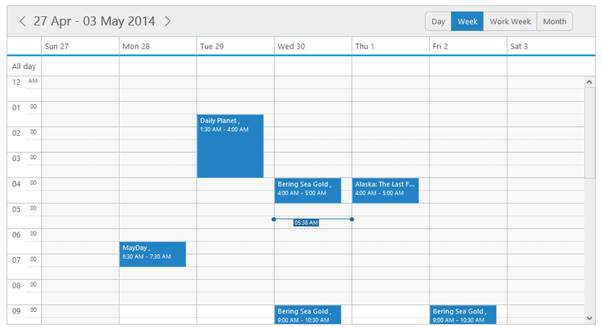 27 Apr - 03 May 2014
Day Week Work Week Month
Sun 27 Mon 28 Tue 29 Wed 30 Thu 1 Fri 2 Sat 3
All day
12 AM
01 00
Daily Planet ,
1:30 AM - 4:00 AM
02 00
03 00
04 00
Bering Sea Gold ,
4:00 AM - 5:00 AM
Alaska: The Last F...
4:00 AM - 5:00 AM
05 00
05:38 AM
06 00
MayDay ,
6:30 AM - 7:30 AM
07 00
08 00
09 00
Bering Sea Gold ,
9:00 AM - 10:30 AM
Bering Sea Gold ,
9:00 AM - 10:30 AM